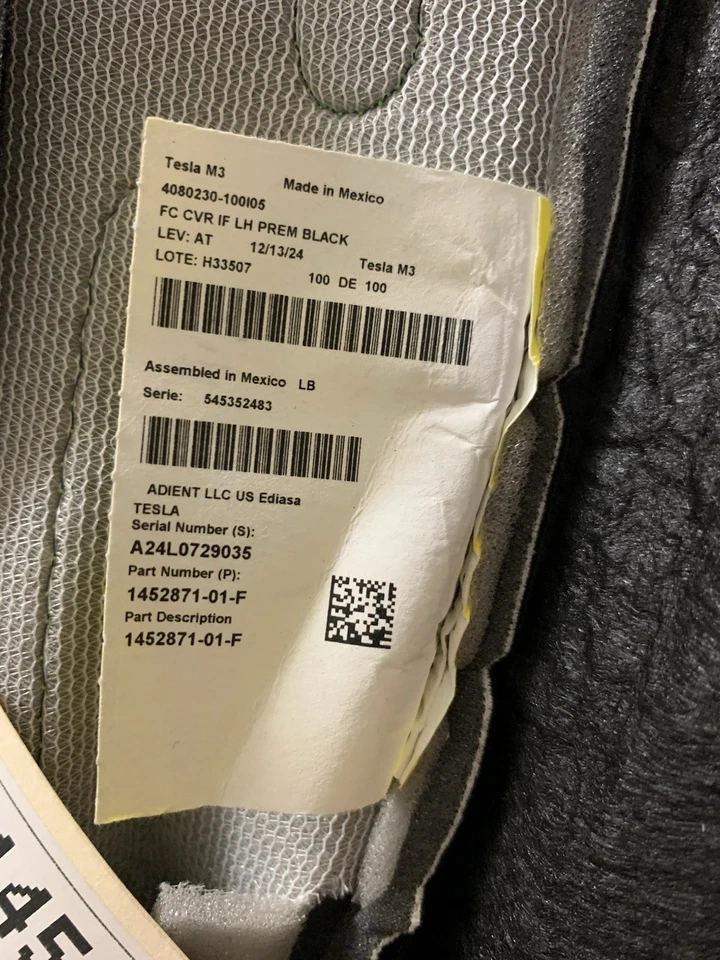 Tesla M3 Made in Mexico
4080230-100I05
FC CVR IF LH PREM BLACK
LEV: AT 12/13/24 Tesla M3
LOTE: H33507 100 DE 100
Assembled in Mexico LB
Serie: 545352483
ADIENT LLC US Ediasa
TESLA
Serial Number (S):
A24L0729035
Part Number (P):
1452871-01-F
Part Description
1452871-01-F
145